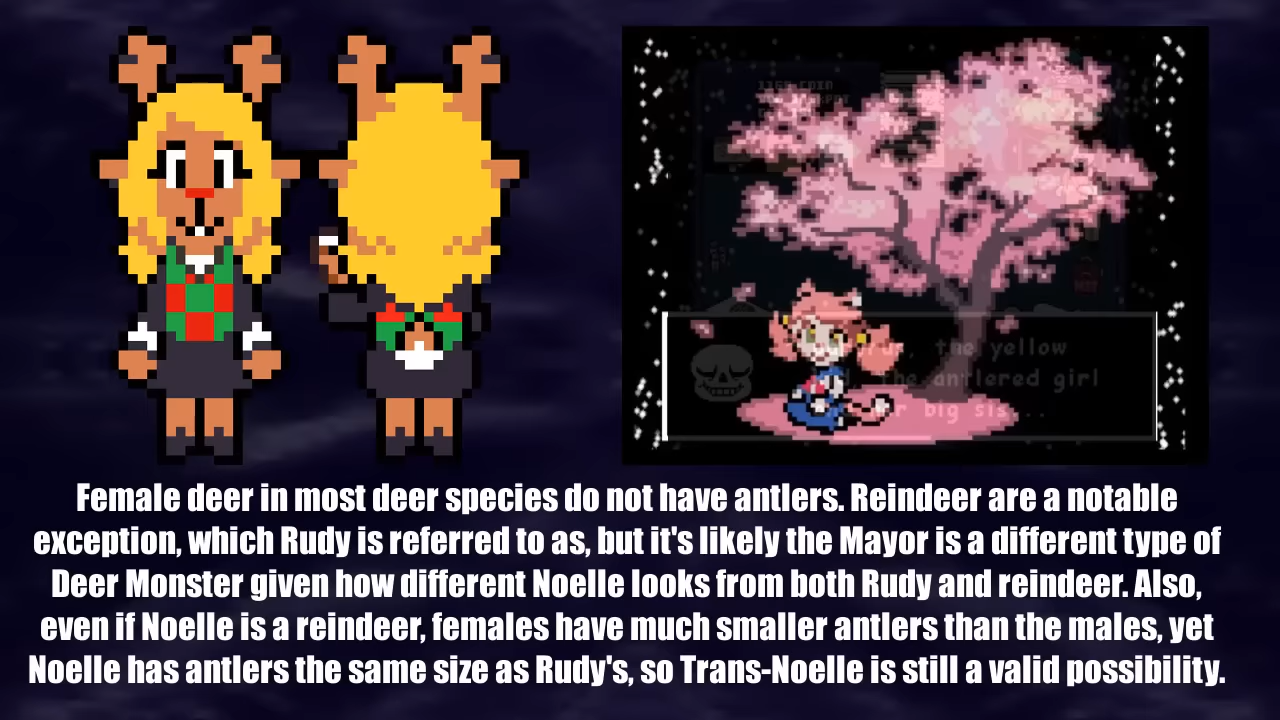 the yellow
the antlered girl
big sis...
Female deer in most deer species do not have antlers. Reindeer are a notable
exception, which Rudy is referred to as, but it's likely the Mayor is a different type of
Deer Monster given how different Noelle looks from both Rudy and reindeer. Also,
even if Noelle is a reindeer, females have much smaller antlers than the males, yet
Noelle has antlers the same size as Rudy's, so Trans-Noelle is still a valid possibility.